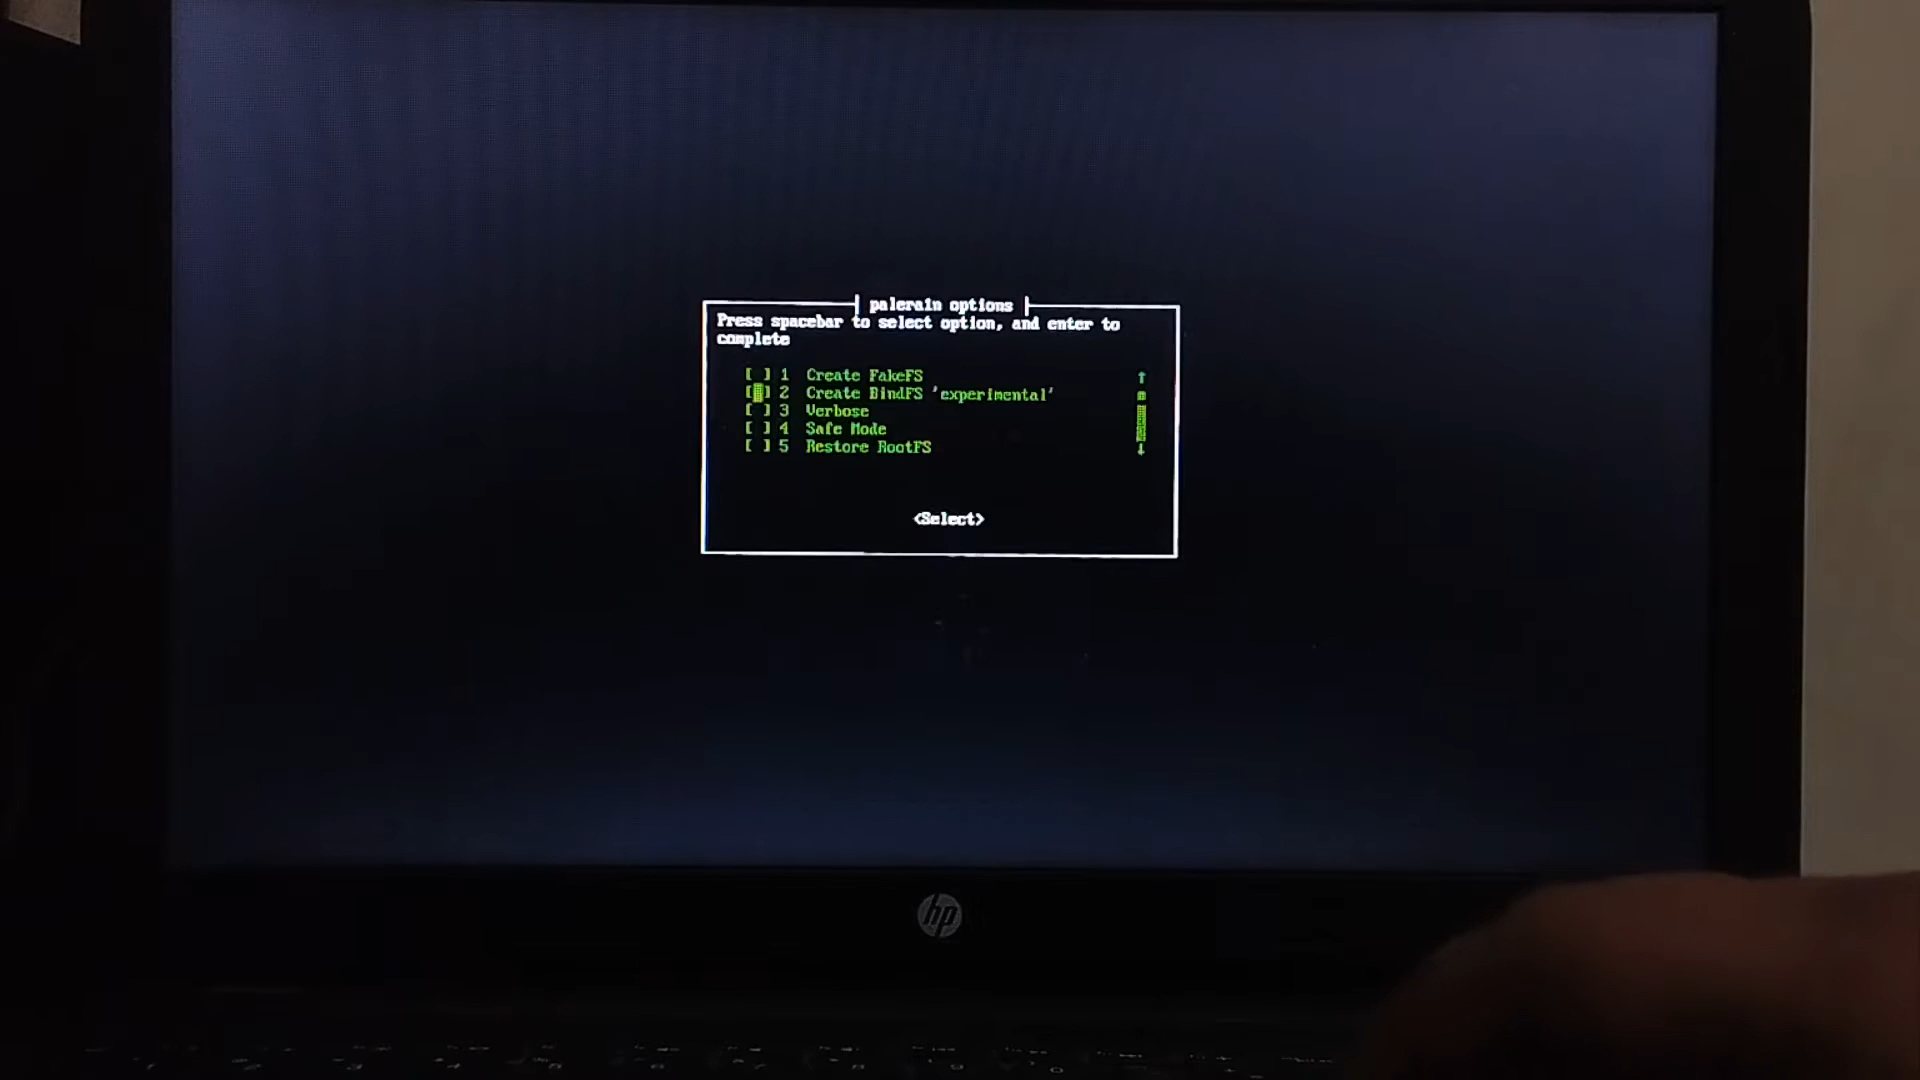 palera1n options
Press spacebar to select option, and enter to
complete
[ ] 1 Create FakeFS
[ ] 2 Create BindFS 'experimental'
[ ] 3 Verbose
[ ] 4 Safe Mode
[ ] 5 Restore RootFS
<Select>
hp